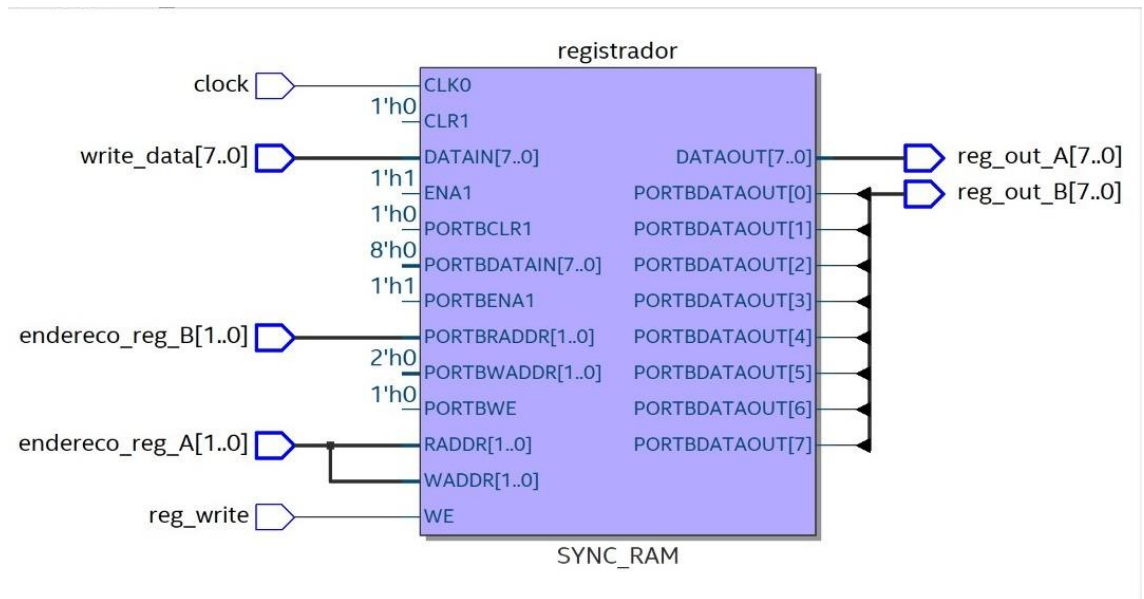 registrador
clock
CLK0
1'h0
CLR1
write_data[7..0]
DATAIN[7..0]
DATAOUT[7..0]
reg_out_A[7..0]
1'h1
ENA1
PORTBDATAOUT[0]
reg_out_B[7..0]
1'h0
PORTBCLR1
PORTBDATAOUT[1]
8'h0
PORTBDATAIN[7..0]
PORTBDATAOUT[2]
1'h1
PORTBENA1
PORTBDATAOUT[3]
endereco_reg_B[1..0]
PORTBRADDR[1..0]
PORTBDATAOUT[4]
2'h0
PORTBWADDR[1..0]
PORTBDATAOUT[5]
1'h0
PORTBWE
PORTBDATAOUT[6]
endereco_reg_A[1..0]
RADDR[1..0]
PORTBDATAOUT[7]
WADDR[1..0]
reg_write
WE
SYNC_RAM